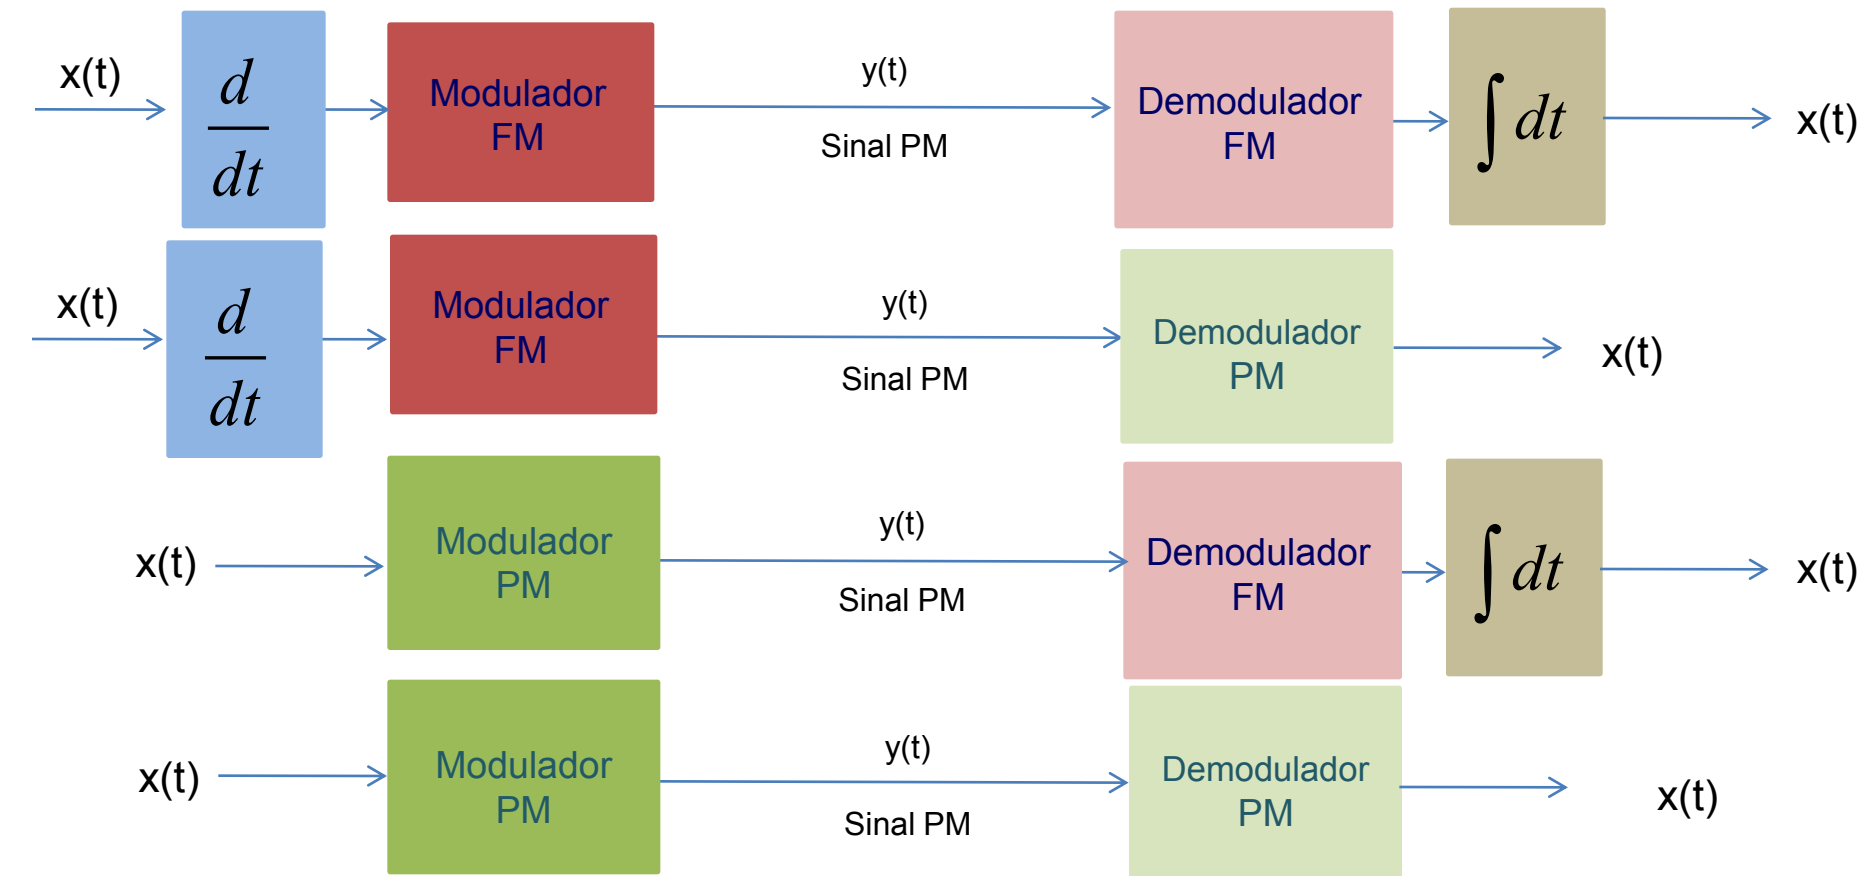 x(t)
d
dt
Modulador
FM
y(t)
Sinal PM
Demodulador
FM
∫ dt
x(t)
x(t)
d
dt
Modulador
FM
y(t)
Sinal PM
Demodulador
PM
x(t)
x(t)
Modulador
PM
y(t)
Sinal PM
Demodulador
FM
∫ dt
x(t)
x(t)
Modulador
PM
y(t)
Sinal PM
Demodulador
PM
x(t)